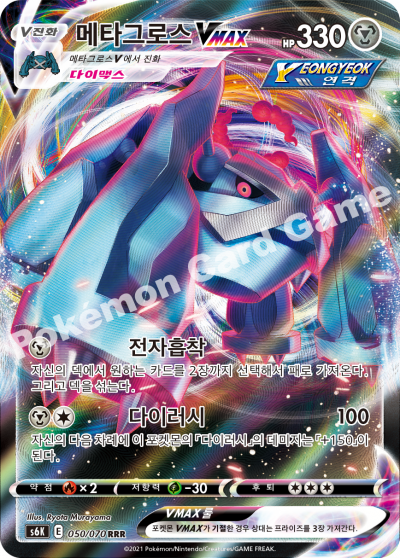 V진화 메타그로스 VMAX HP 330
메타그로스V에서 진화
다이맥스
YEONGYEOK
연격
Pokémon Card Game
전자흡착
자신의 덱에서 원하는 카드를 2장까지 선택해서 패로 가져온다.
그리고 덱을 섞는다.
다이러시 100
자신의 다음 차례에 이 포켓몬의 「다이러시」의 데미지는 「+150」이
된다.
약점 ×2 저항력 -30 후퇴
Illus. Ryota Murayama
s6K E 050/070 RRR
VMAX룰
포켓몬 VMAX가 기절한 경우 상대는 프라이즈를 3장 가져간다.
©2021 Pokémon/Nintendo/Creatures/GAME FREAK.